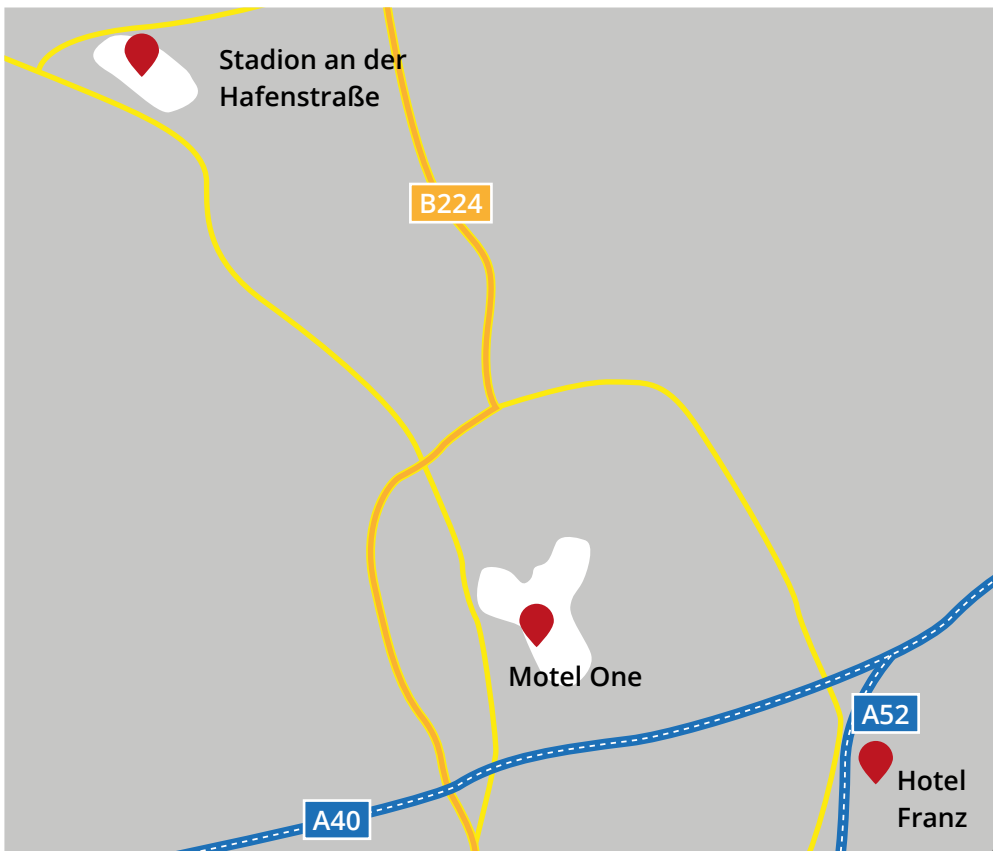 Stadion an der
Hafenstraße
B224
Motel One
A52
Hotel
Franz
A40